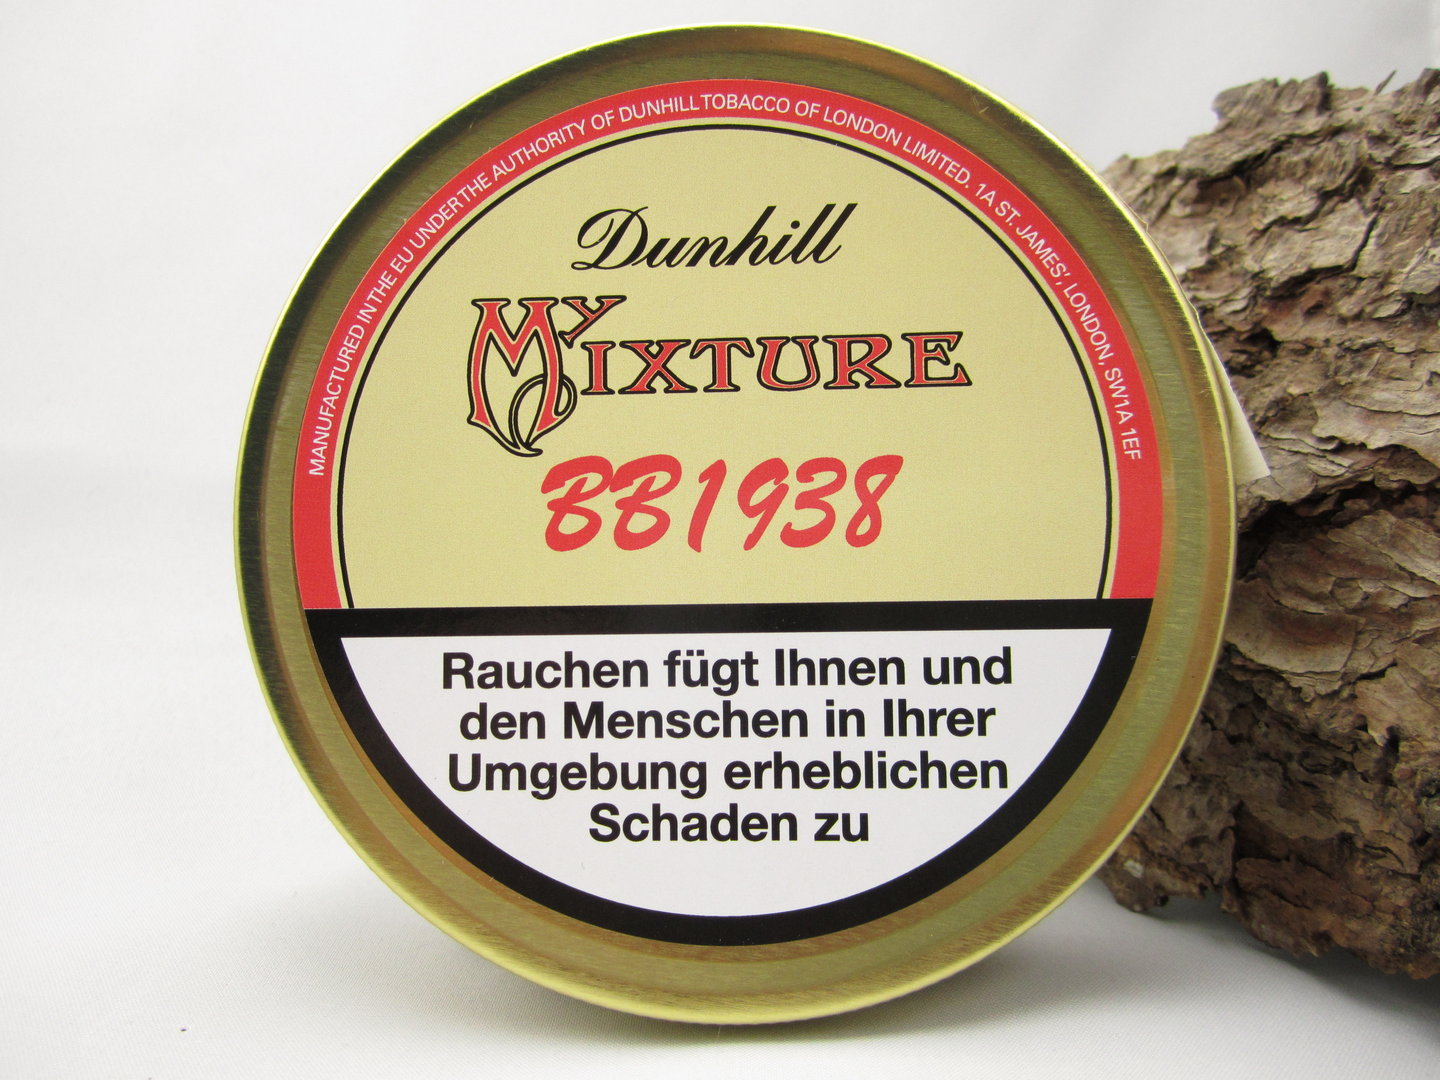 MANUFACTURED IN THE EU UNDER THE AUTHORITY OF DUNHILL TOBACCO OF LONDON LIMITED. 1A ST. JAMES', LONDON, SW1A 1EF
Dunhill
My Mixture
BB1938
Rauchen fügt Ihnen und
den Menschen in Ihrer
Umgebung erheblichen
Schaden zu